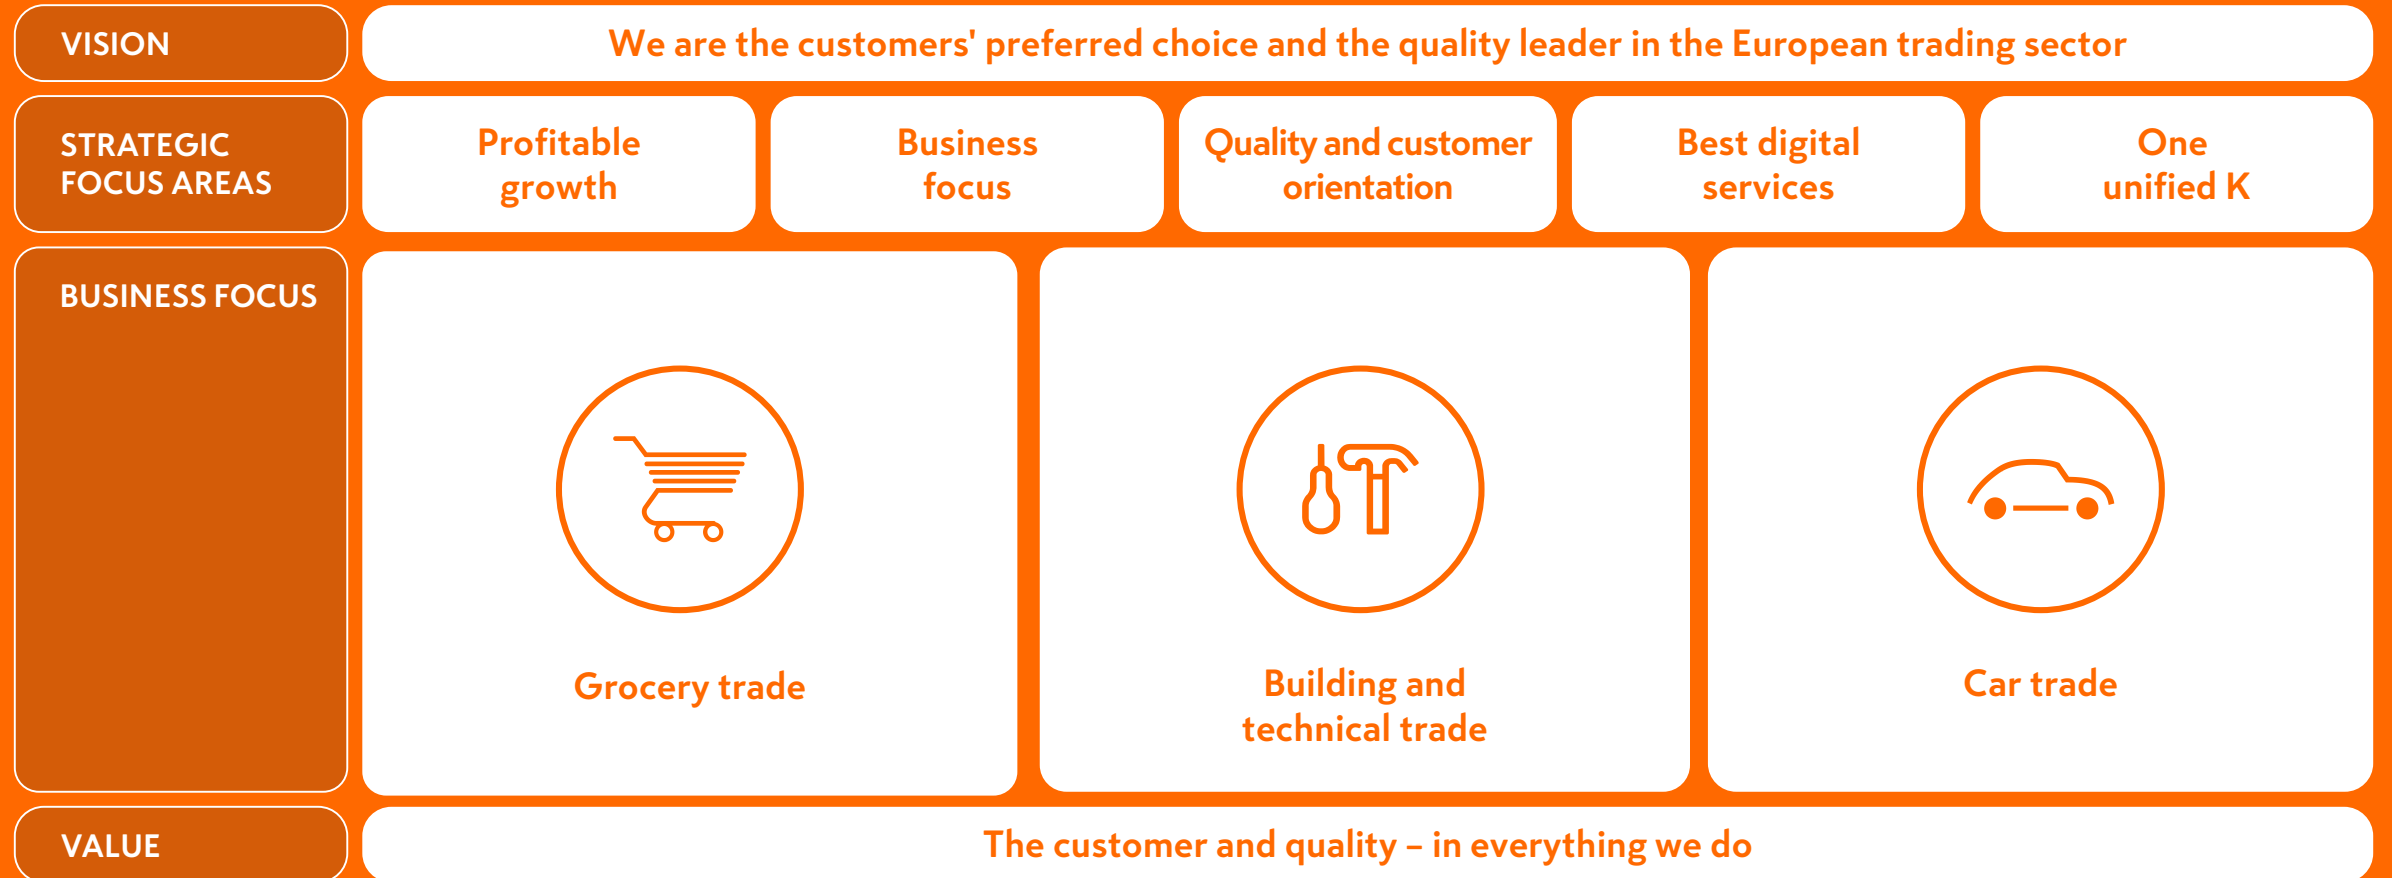 VISION
We are the customers' preferred choice and the quality leader in the European trading sector
STRATEGIC
FOCUS AREAS
Profitable
growth
Business
focus
Quality and customer
orientation
Best digital
services
One
unified K
BUSINESS FOCUS
Grocery trade
Building and
technical trade
Car trade
VALUE
The customer and quality – in everything we do